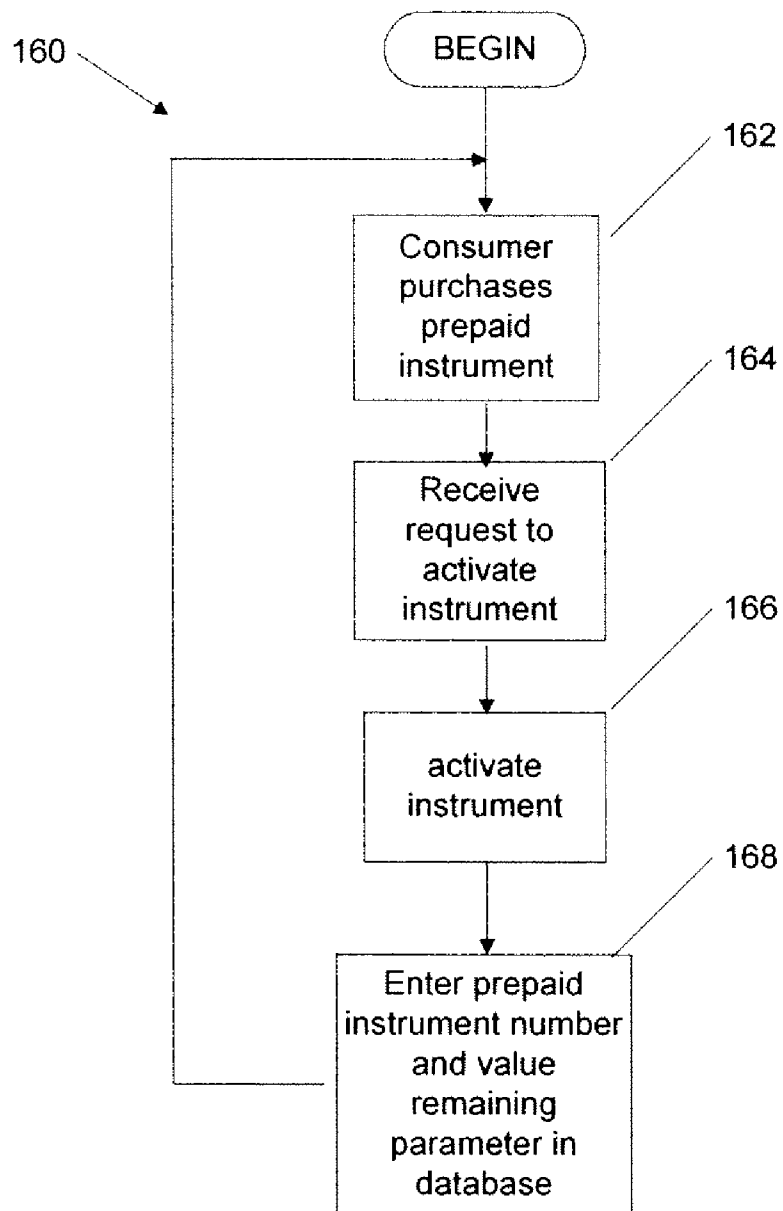 160
BEGIN
162
Consumer
purchases
prepaid
instrument
164
Receive
request to
activate
instrument
166
activate
instrument
168
Enter prepaid
instrument number
and value
remaining
parameter in
database